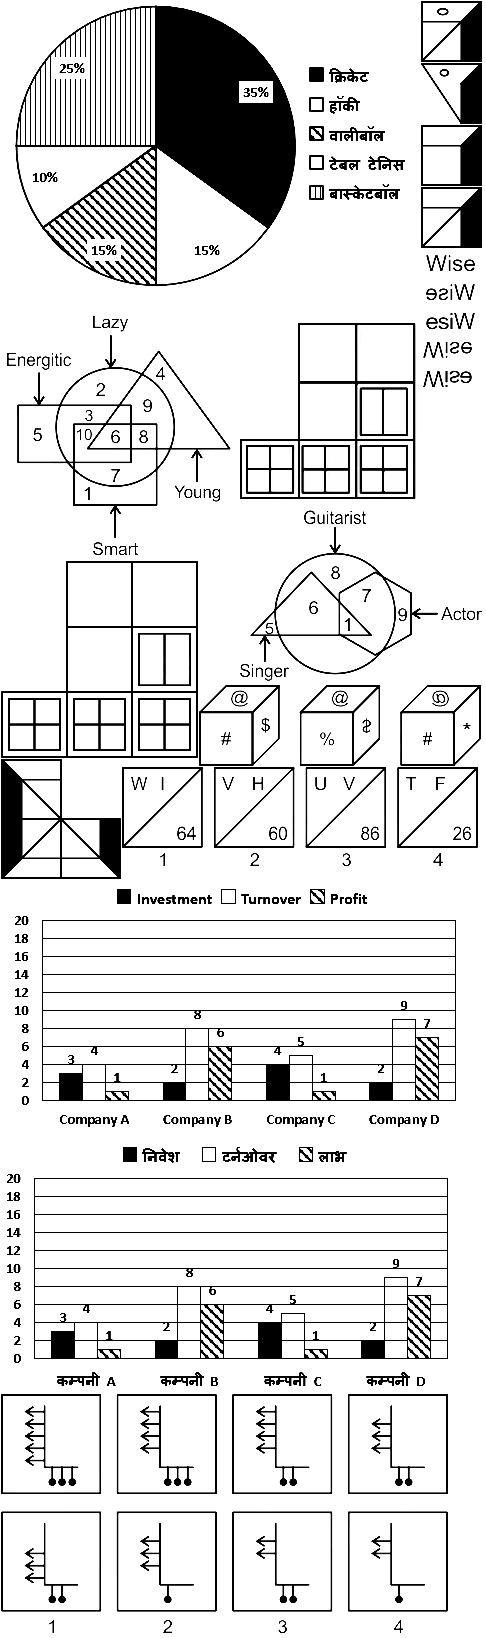 25%
35%
10%
15%
15%
क्रिकेट
हॉकी
वालीबॉल
टेबल टेनिस
बास्केटबॉल
Wise
Wise
Wise
Wise
Wise
Lazy
Energitic
2
4
9
3
5
10
6
8
7
1
Young
Smart
Guitarist
8
7
6
9
Actor
5
1
Singer
@
#
$
@
%
$
@
#
*
W I
64
V H
60
U V
86
T F
26
1
2
3
4
Investment Turnover Profit
20
18
16
14
12
10
8
6
4
2
0
3 4 1
2 8 6
4 5 1
2 9 7
Company A Company B Company C Company D
निवेश टर्नओवर लाभ
20
18
16
14
12
10
8
6
4
2
0
3 4 1
2 8 6
4 5 1
2 9 7
कम्पनी A कम्पनी B कम्पनी C कम्पनी D
1 2 3 4